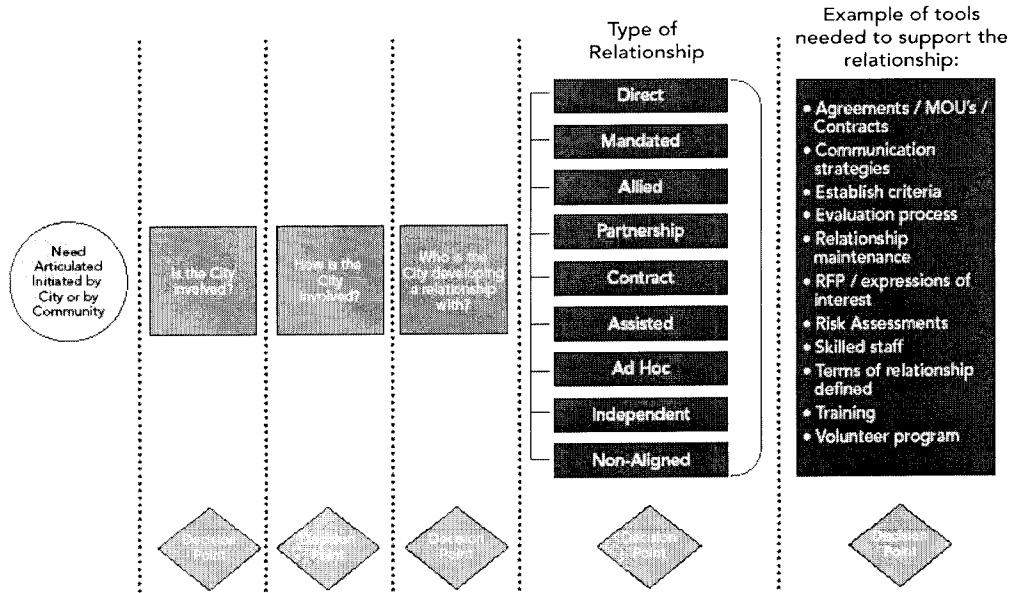 Need
Articulated
Initiated by
City or by
Community
Is the City
involved?
How is the
City
involved?
Who is the
City developing
a relationship
with?
Type of
Relationship
Direct
Mandated
Allied
Partnership
Contract
Assisted
Ad Hoc
Independent
Non-Aligned
Example of tools
needed to support the
relationship:
• Agreements / MOU's /
Contracts
• Communication
strategies
• Establish criteria
• Evaluation process
• Relationship
maintenance
• RFP / expressions of
interest
• Risk Assessments
• Skilled staff
• Terms of relationship
defined
• Training
• Volunteer program
Decision
Point
Decision
Point
Decision
Point
Decision
Point
Decision
Point